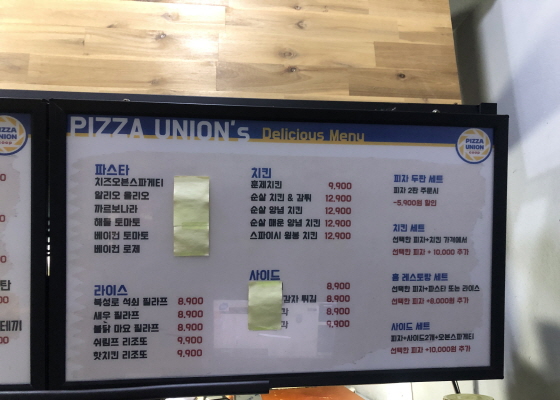 PIZZA UNION's Delicious Menu
PIZZA UNION
파스타
치즈오븐스파게티
알리오 올리오
까르보나라
해물 토마토
베이컨 토마토
베이컨 로제
라이스
복성로 석쇠 필라프 8,900
새우 필라프 8,900
불닭 마요 필라프 8,900
쉬림프 리조또 9,900
핫치킨 리조또 9,900
치킨
훈제치킨 9,900
순살 치킨 & 감튀 12,900
순살 양념 치킨 12,900
순살 매운 양념 치킨 12,900
스파이시 윙봉 치킨 12,900
사이드
8,900
감자 튀김 8,900
8,900
9,900
피자 두판 세트
피자 2판 주문시
-5,900원 할인
치킨 세트
선택한 피자+치킨 가격에서
선택한 피자 + 10,000 추가
홈 레스토랑 세트
선택한 피자+파스타 또는 라이스
선택한 피자+8,000원 추가
사이드 세트
피자+사이드2개+오븐스파게티
선택한 피자+10,000원 추가